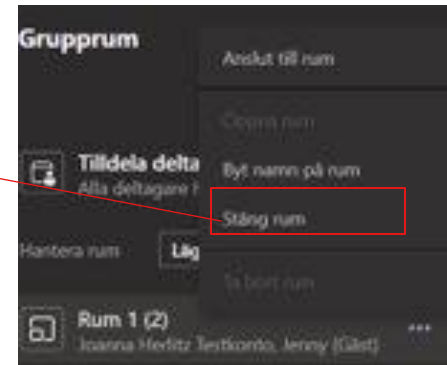 Grupprum
Anslut till rum
Öppna rum
Tilldela delta
Byt namn på rum
Alla deltagare h
Stäng rum
Hantera rum
Läg
Ta bort rum
Rum 1 (2)
Joanna Herlitz Testkonto, Jenny (Gäst)